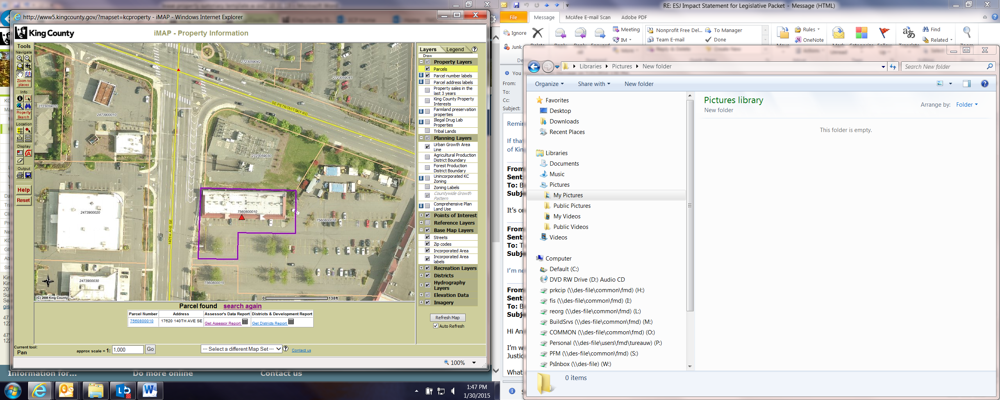 http://www5.kingcounty.gov/?mapset=kcproperty - iMAP - Windows Internet Explorer
King County
iMAP - Property Information
Tools
Navigate
Zoom to
places
Info
Property
Search
Location
Display
Output
Help
Reset
2723059042
2723059041
2723059012
2473900010
SE PETROVITSKY RD
2723059030
2473900020
7560800010
7560800018
140TH AVE SE
2473900030
7560800015
(C) 2008 King County
0
138ft
Layers
Legend
Draw
Property Layers
Parcels
Parcel number labels
Parcel address labels
Property sales in the
last 3 years
King County Property
Interests
Farmland preservation
properties
Illegal Drug Lab
Properties
Tribal Lands
Planning Layers
Urban Growth Area
Line
Agricultural Production
District Boundary
Forest Production
District Boundary
Unincorporated KC
Zoning
Zoning Labels
Countywide Growth
Pattern
Comprehensive Plan
Land Use
Points of Interest
Reference Layers
Base Map Layers
Streets
Zip codes
Incorporated Area
Incorporated Area
labels
Recreation Layers
Districts
Hydrography
Layers
Elevation Data
Imagery
Refresh Map
Auto Refresh
Parcel found search again
Parcel Number Address Assessor's Data Report Districts & Development Report
7560800010 17620 140TH AVE SE Get Assessor Report Get Districts Report
Current tool:
Pan
approx scale = 1: 1,000 Go
--- Select a different Map Set ---
Contact us
100%
Information for...
Do more online
Contact us
1:47 PM
1/30/2015
RE: ESJ Impact Statement for Legislative Packet - Message (HTML)
File Message McAfee E-mail Scan Adobe PDF
Ignore
Junk
Meeting
IM
Nonprofit Free Del...
To Manager
Team E-mail
Done
Rules
OneNote
Find
Related
You
From:
To:
Cc:
Subject:
Remin
If that
of Kin
From
Sent:
To: B
Subje
It's or
From
Sent:
To: T
Subje
I'm no
From
Sent:
To: B
Subje
Hi An
I'm w
Justic
What
Libraries Pictures New folder
Search New folder
Organize Share with New folder
Favorites
Desktop
Downloads
Recent Places
Libraries
Documents
Music
Pictures
My Pictures
Public Pictures
My Videos
Public Videos
Videos
Computer
Default (C:)
DVD RW Drive (D:) Audio CD
prkcip (\\des-file\common\fmd) (H:)
fis (\\des-file\common\fmd) (I:)
reorg (\\des-file\common\fmd) (L:)
BuildSrvs (\\des-file\common\fmd) (M:)
COMMON (\\des-file\common\fmd) (O:)
Personal (\\des-file\users\fmd\tureauw) (P:)
PFM (\\des-file\common\fmd) (S:)
PsInbox (\\des-file) (W:)
Pictures library
New folder
Arrange by: Folder
This folder is empty.
0 items